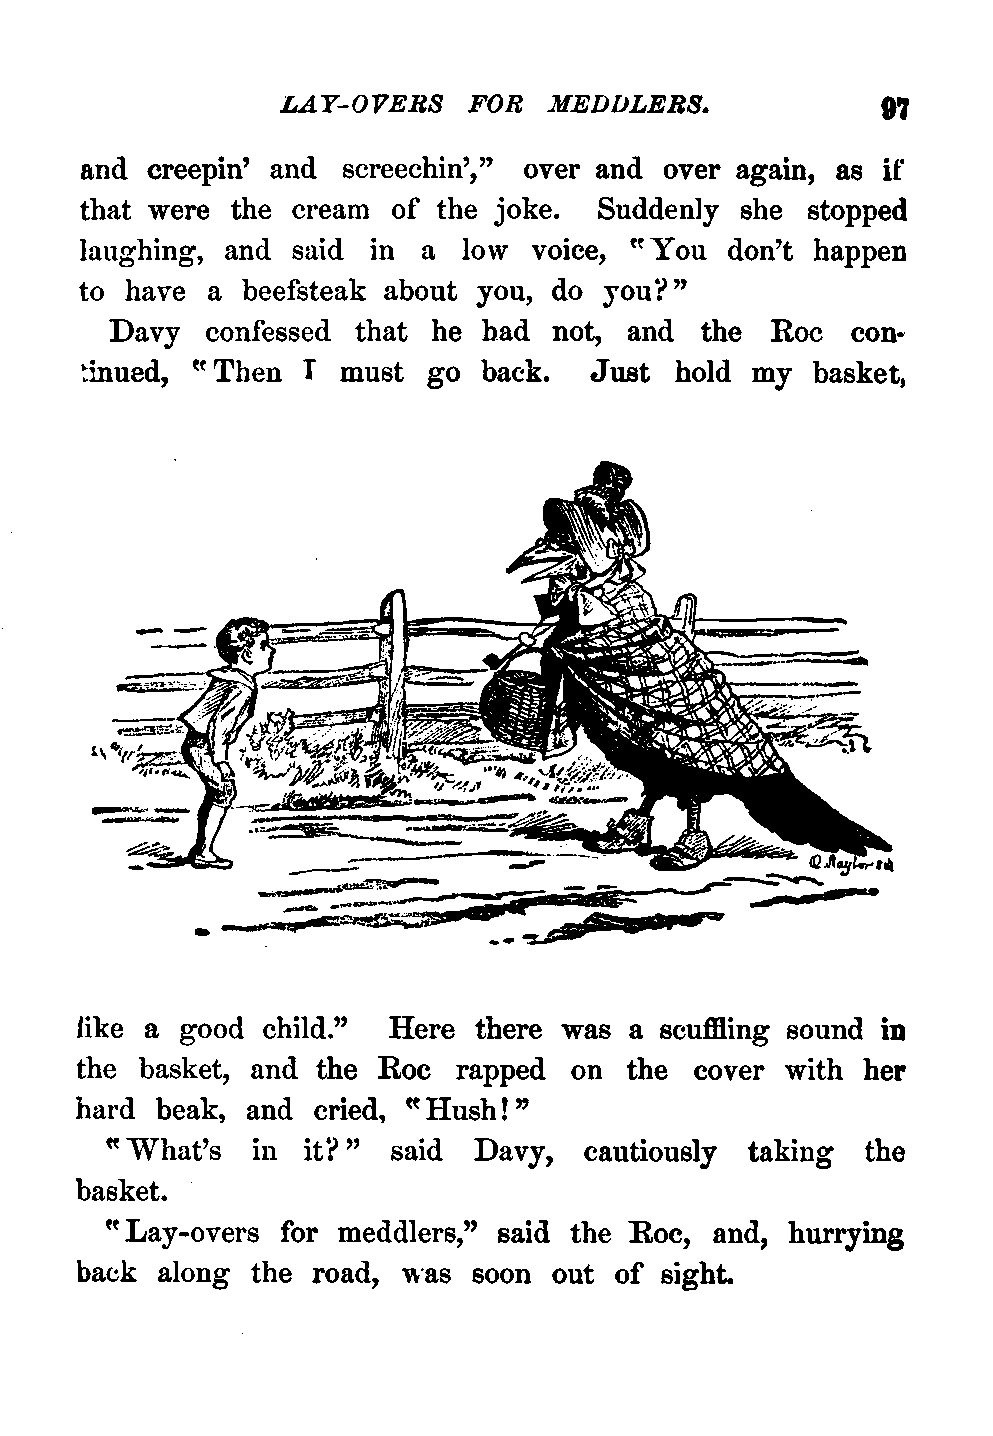 LAY-OVERS FOR MEDDLERS. 97
and creepin’ and screechin’,” over and over again, as if
that were the cream of the joke. Suddenly she stopped
laughing, and said in a low voice, “You don’t happen
to have a beefsteak about you, do you?”
Davy confessed that he had not, and the Roc con-
tinued, “Then I must go back. Just hold my basket,
like a good child.” Here there was a scuffling sound in
the basket, and the Roc rapped on the cover with her
hard beak, and cried, “Hush!”
“What’s in it?” said Davy, cautiously taking the
basket.
“Lay-overs for meddlers,” said the Roc, and, hurrying
back along the road, was soon out of sight.